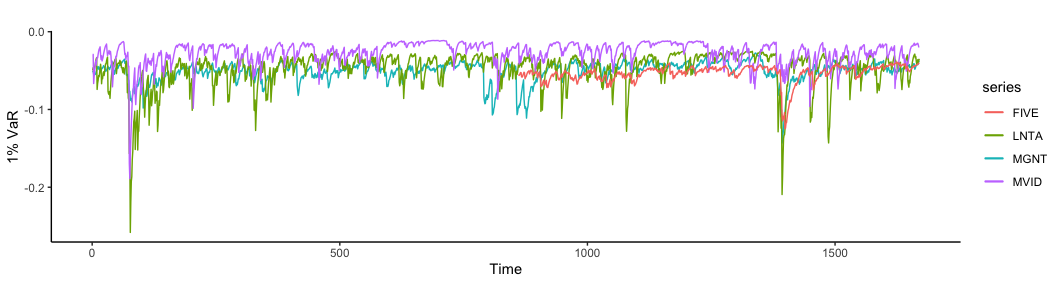 0.0
-0.1
-0.2
1% VaR
0
500
1000
1500
Time
series
FIVE
LNTA
MGNT
MVID